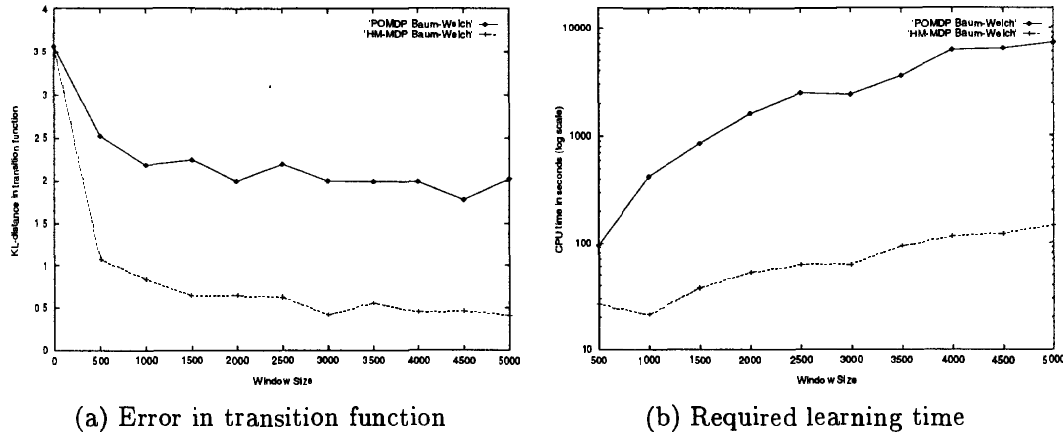 'POMDP Baum-Welch'
'HM-MDP Baum-Welch'
KL-distance in transition function
3 5
3
2.5
2
1 5
1
0.5
0
0 500 1000 1500 2000 2500 3000 3500 4000 4500 5000
Window Size
(a) Error in transition function
'POMDP Baum-Welch'
'HM-MDP Baum-Welch'
CPU time in seconds (log scale)
10000
1000
100
10
500 1000 1500 2000 2500 3000 3500 4000 4500 5000
Window Size
(b) Required learning time